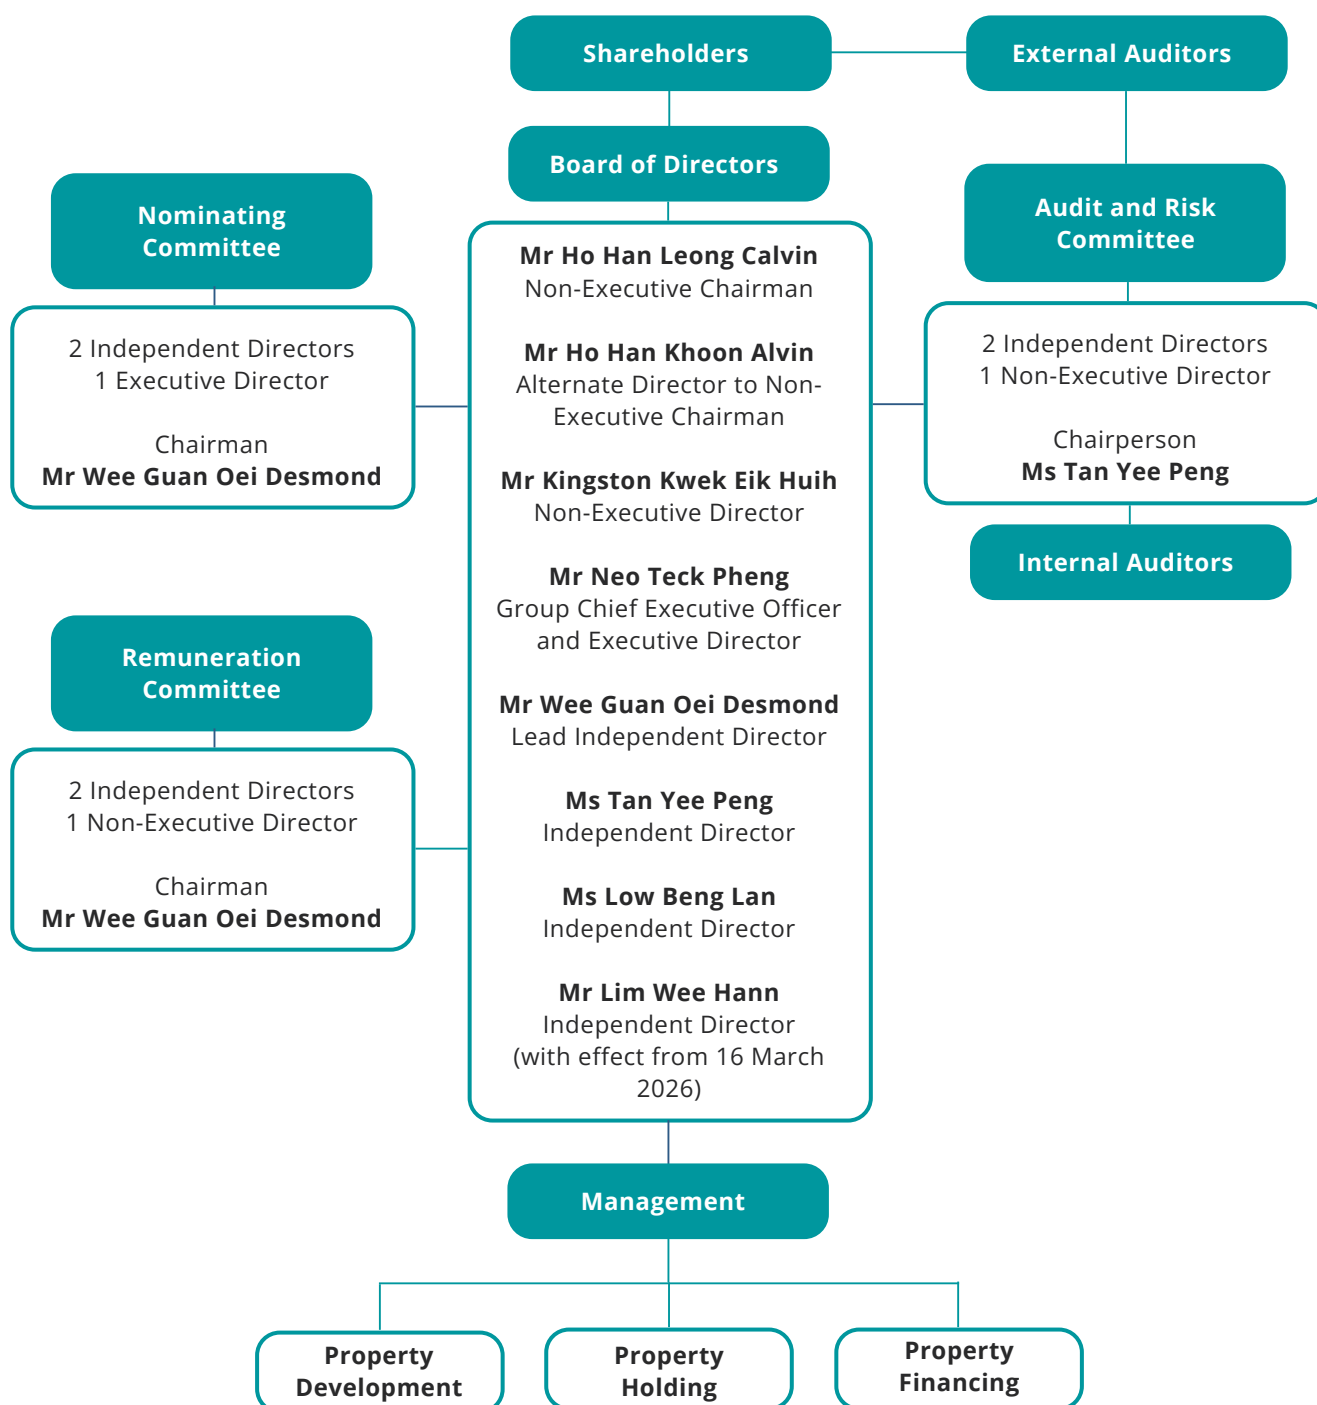 Shareholders
External Auditors
Board of Directors
Nominating
Committee
2 Independent Directors
1 Executive Director
Chairman
Mr Wee Guan Oei Desmond
Remuneration
Committee
2 Independent Directors
1 Non-Executive Director
Chairman
Mr Wee Guan Oei Desmond
Mr Ho Han Leong Calvin
Non-Executive Chairman
Mr Ho Han Khoon Alvin
Alternate Director to Non-
Executive Chairman
Mr Kingston Kwek Eik Huih
Non-Executive Director
Mr Neo Teck Pheng
Group Chief Executive Officer
and Executive Director
Mr Wee Guan Oei Desmond
Lead Independent Director
Ms Tan Yee Peng
Independent Director
Ms Low Beng Lan
Independent Director
Mr Lim Wee Hann
Independent Director
(with effect from 16 March
2026)
Audit and Risk
Committee
2 Independent Directors
1 Non-Executive Director
Chairperson
Ms Tan Yee Peng
Internal Auditors
Management
Property
Development
Property
Holding
Property
Financing